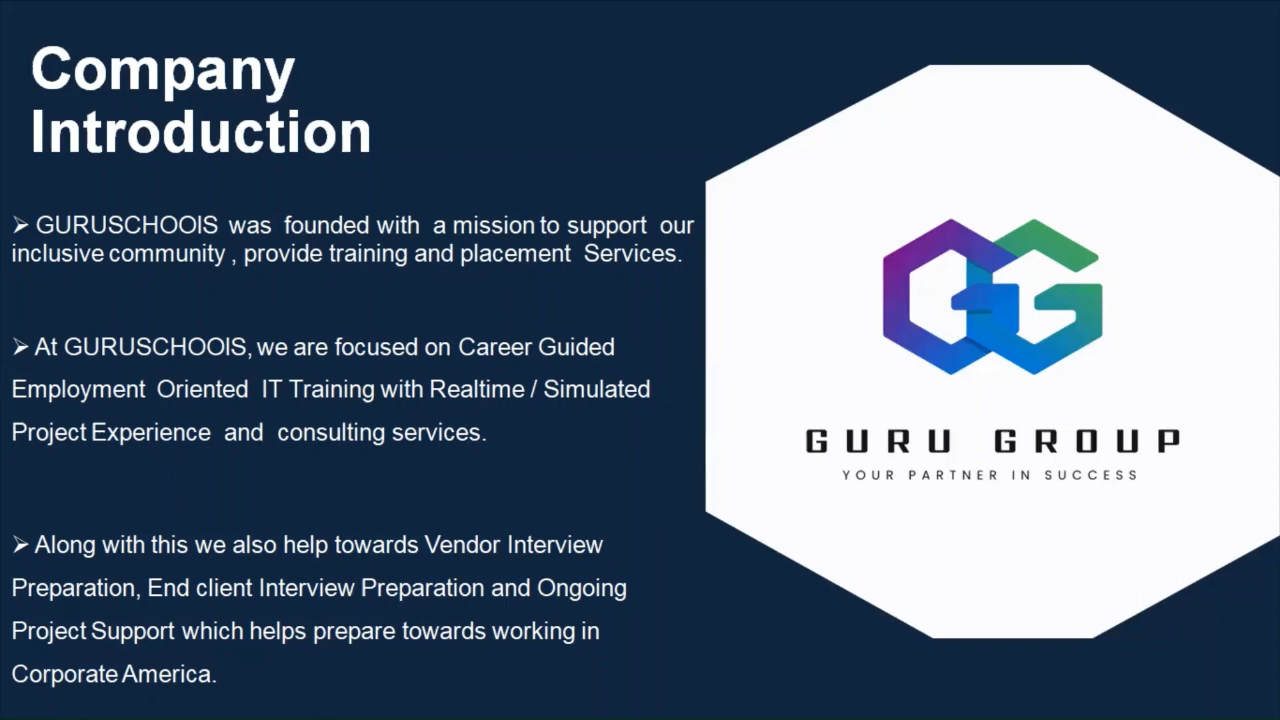 Company
Introduction
➢ GURUSCHOOIS was founded with a mission to support our
inclusive community , provide training and placement Services.
➢ At GURUSCHOOIS, we are focused on Career Guided
Employment Oriented IT Training with Realtime / Simulated
Project Experience and consulting services.
➢ Along with this we also help towards Vendor Interview
Preparation, End client Interview Preparation and Ongoing
Project Support which helps prepare towards working in
Corporate America.
GURU GROUP
YOUR PARTNER IN SUCCESS